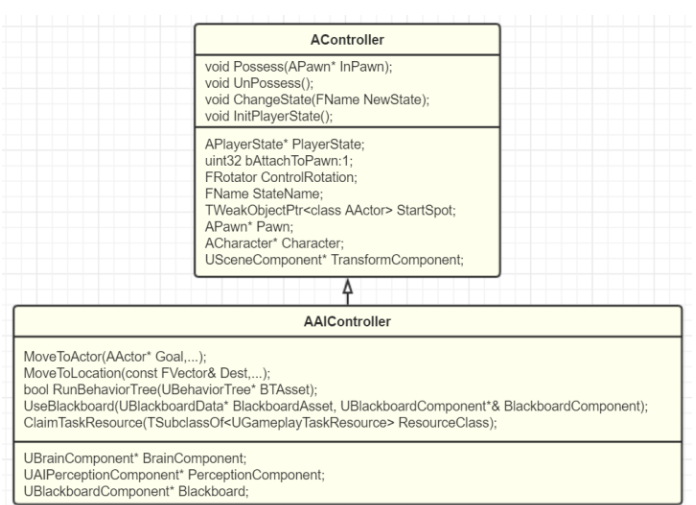 AController
void Possess(APawn* InPawn);
void UnPossess();
void ChangeState(FName NewState);
void InitPlayerState();
APlayerState* PlayerState;
uint32 bAttachToPawn:1;
FRotator ControlRotation;
FName StateName;
TWeakObjectPtr<class AActor> StartSpot;
APawn* Pawn;
ACharacter* Character;
USceneComponent* TransformComponent;
AAIController
MoveToActor(AActor* Goal,...);
MoveToLocation(const FVector& Dest,...);
bool RunBehaviorTree(UBehaviorTree* BTAsset);
UseBlackboard(UBlackboardData* BlackboardAsset, UBlackboardComponent*& BlackboardComponent);
ClaimTaskResource(TSubclassOf<UGameplayTaskResource> ResourceClass);
UBrainComponent* BrainComponent;
UAIPerceptionComponent* PerceptionComponent;
UBlackboardComponent* Blackboard;